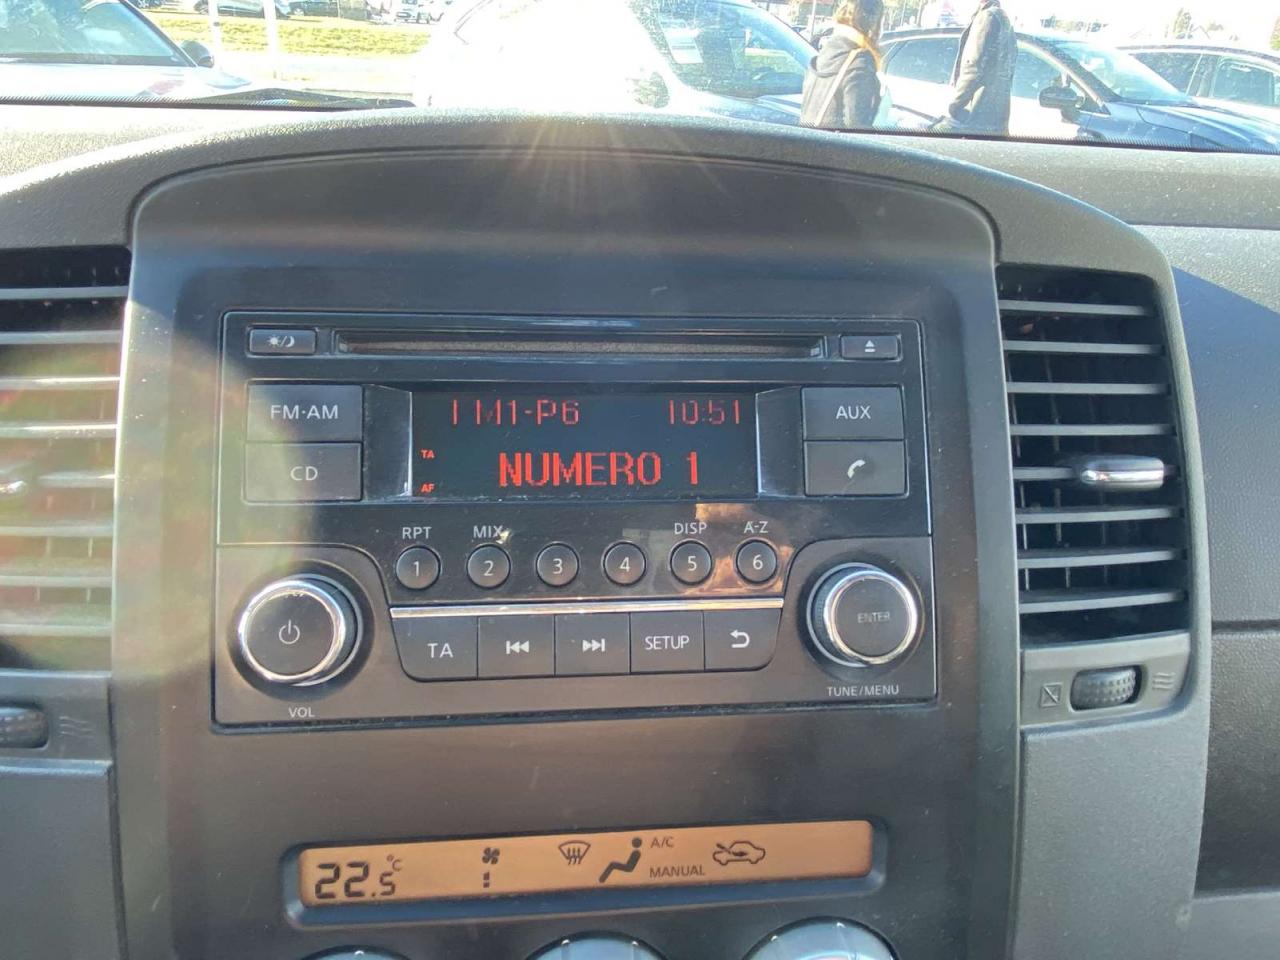 FM·AM
CD
FM1-P6 10:51
TA
NUMERO 1
AF
AUX
RPT MIX DISP A-Z
1 2 3 4 5 6
TA SETUP
VOL
ENTER
TUNE/MENU
22.5°C
A/C
MANUAL